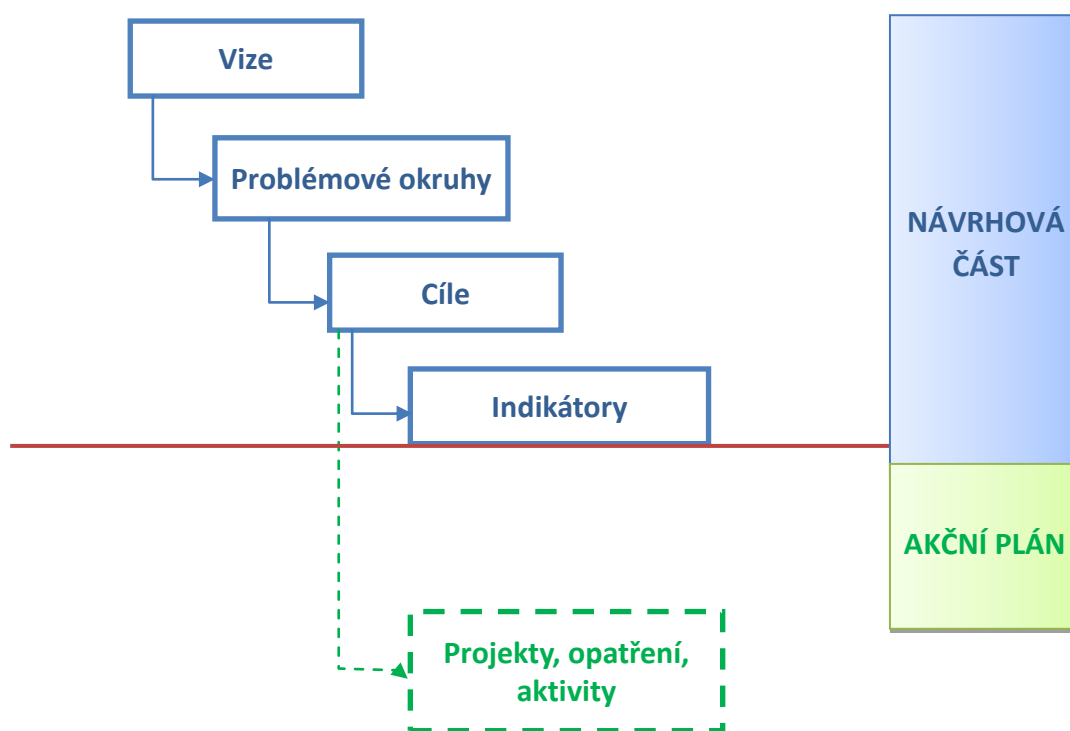 Vize
Problémové okruhy
Cíle
Indikátory
NÁVRHOVÁ
ČÁST
AKČNÍ PLÁN
Projekty, opatření,
aktivity